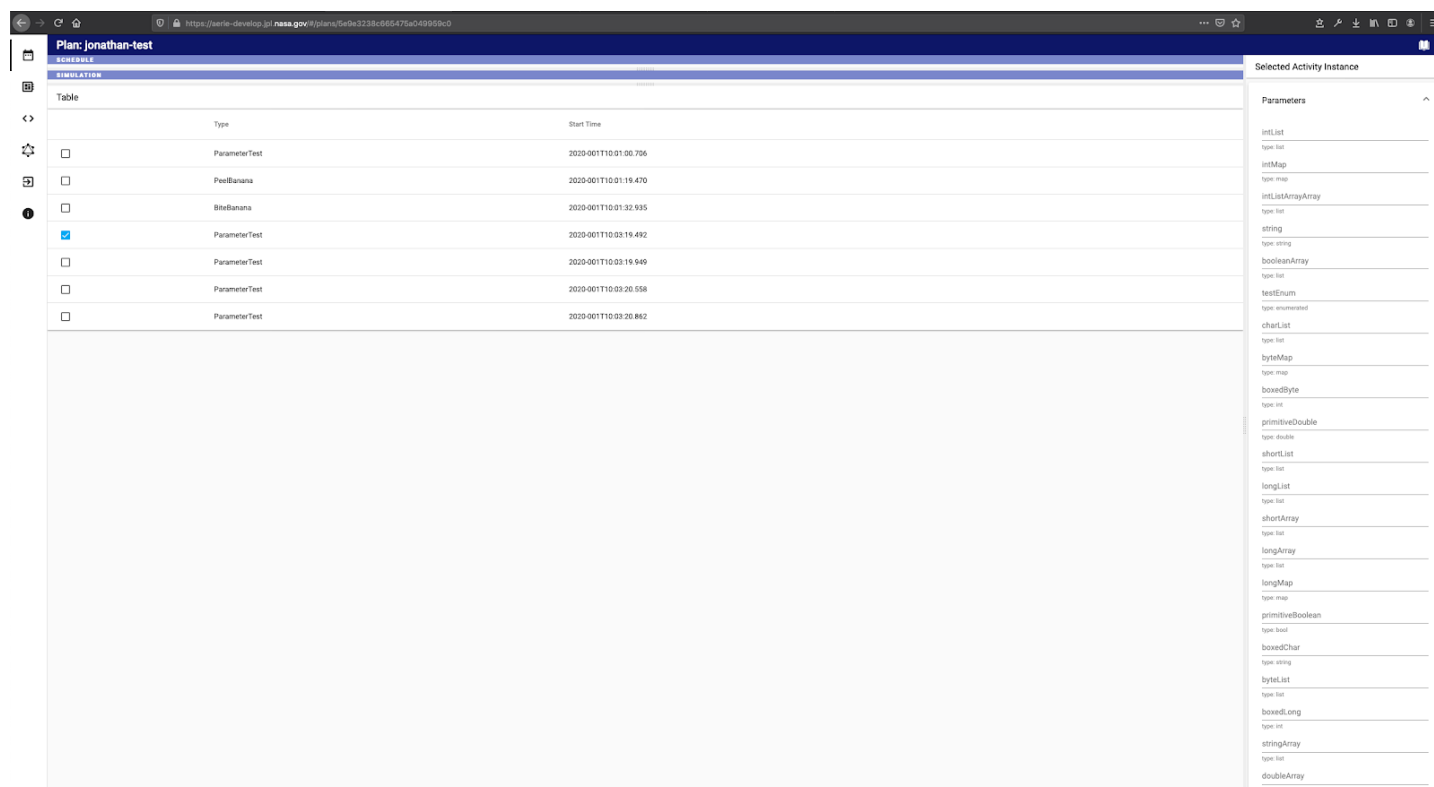 https://aerie-develop.jpl.nasa.gov/#/plans/5e9e3238c665475a049959c0
Plan: jonathan-test
SCHEDULE
SIMULATION
Table
Type Start Time
ParameterTest 2020-001T10:01:00.706
PeelBanana 2020-001T10:01:19.470
BiteBanana 2020-001T10:01:32.935
ParameterTest 2020-001T10:03:19.492
ParameterTest 2020-001T10:03:19.949
ParameterTest 2020-001T10:03:20.558
ParameterTest 2020-001T10:03:20.862
Selected Activity Instance
Parameters
intList
type: list
intMap
type: map
intListArrayArray
type: list
string
type: string
booleanArray
type: list
testEnum
type: enumerated
charList
type: list
byteMap
type: map
boxedByte
type: int
primitiveDouble
type: double
shortList
type: list
longList
type: list
shortArray
type: list
longArray
type: list
longMap
type: map
primitiveBoolean
type: bool
boxedChar
type: string
byteList
type: list
boxedLong
type: int
stringArray
type: list
doubleArray